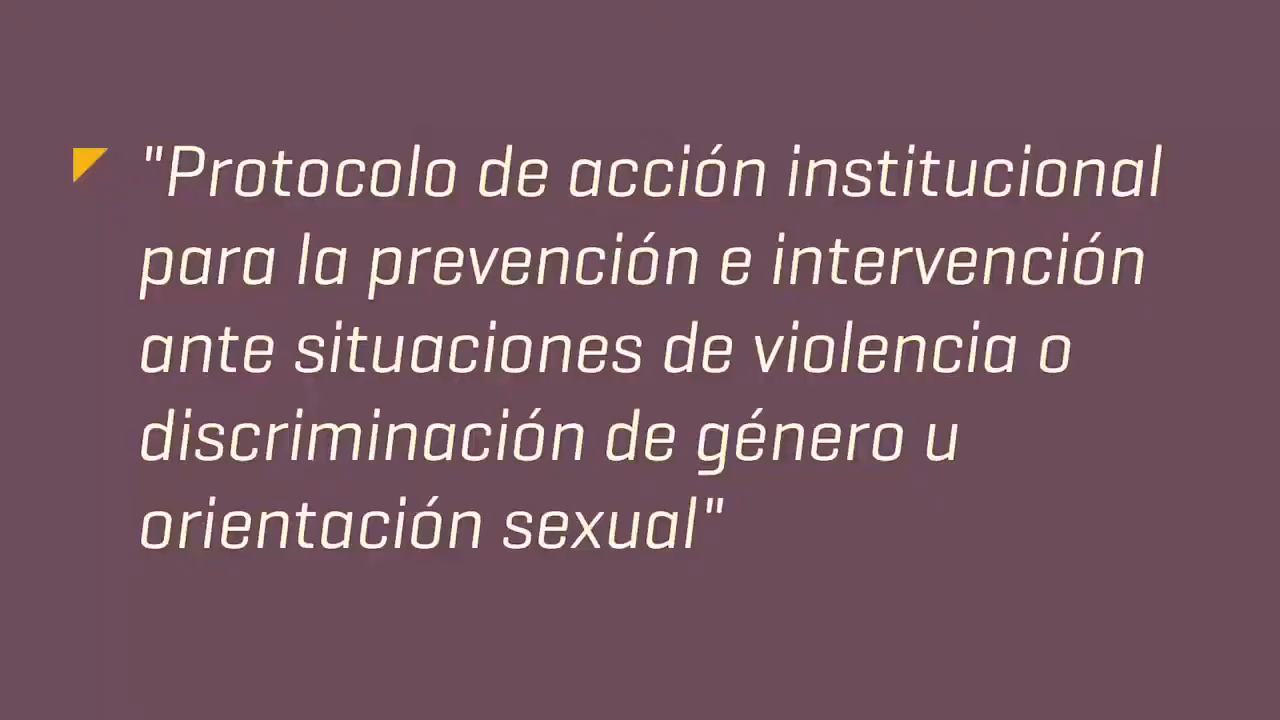 "Protocolo de acción institucional
para la prevención e intervención
ante situaciones de violencia o
discriminación de género u
orientación sexual"